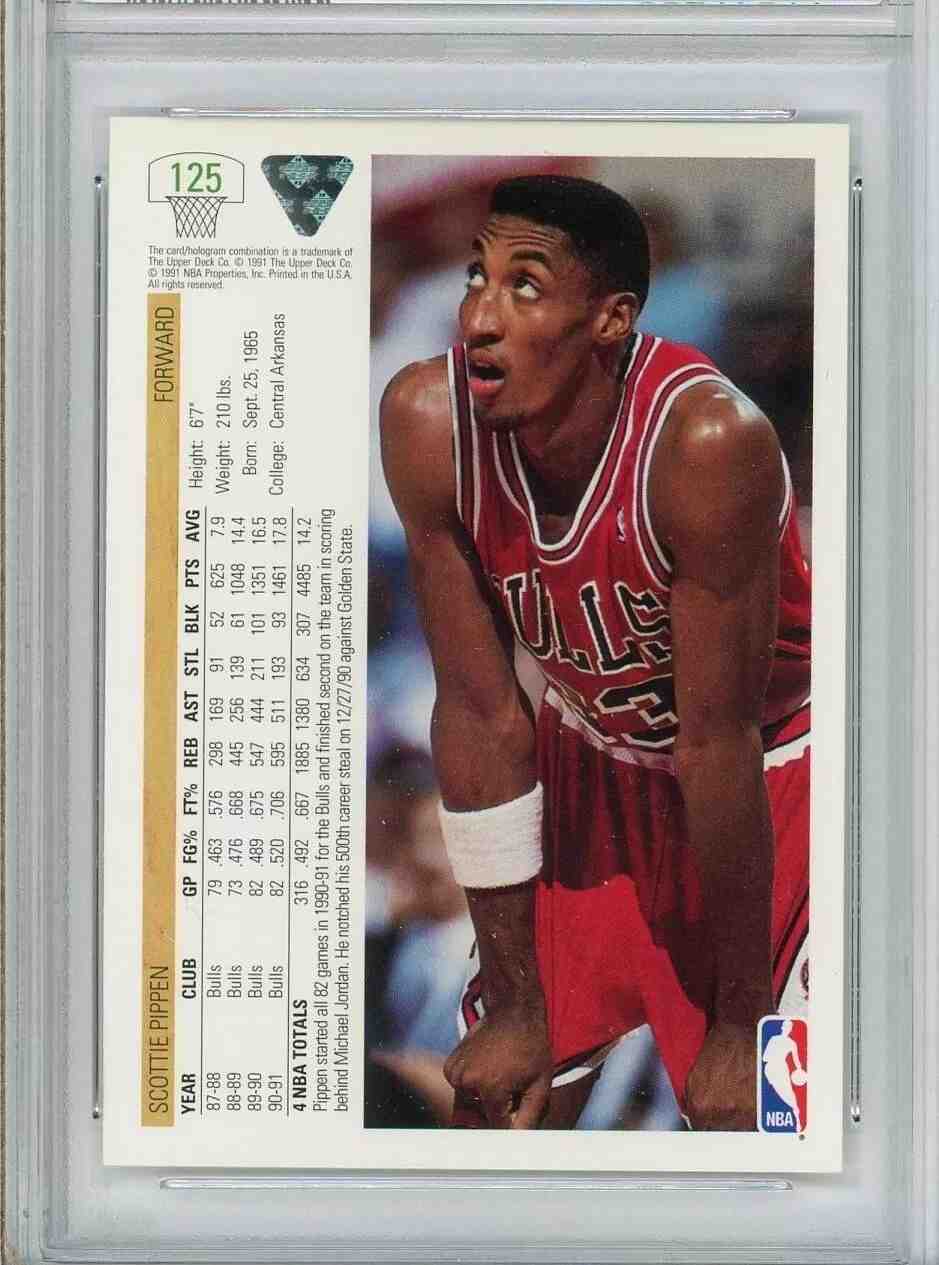 125
The card/hologram combination is a trademark of
The Upper Deck Co. © 1991 The Upper Deck Co.
© 1991 NBA Properties, Inc. Printed in the U.S.A.
All rights reserved.
SCOTTIE PIPPEN FORWARD
Height: 6'7"
Weight: 210 lbs.
Born: Sept. 25, 1965
College: Central Arkansas
YEAR CLUB GP FG% FT% REB AST STL BLK PTS AVG
87-88 Bulls 79 .463 .576 298 169 91 52 625 7.9
88-89 Bulls 73 .476 .668 445 256 139 61 1048 14.4
89-90 Bulls 82 .489 .675 547 444 211 101 1351 16.5
90-91 Bulls 82 .520 .706 595 511 193 93 1461 17.8
4 NBA TOTALS 316 .492 .667 1885 1380 634 307 4485 14.2
Pippen started all 82 games in 1990-91 for the Bulls and finished second on the team in scoring
behind Michael Jordan. He notched his 500th career steal on 12/27/90 against Golden State.
BULLS
33
NBA